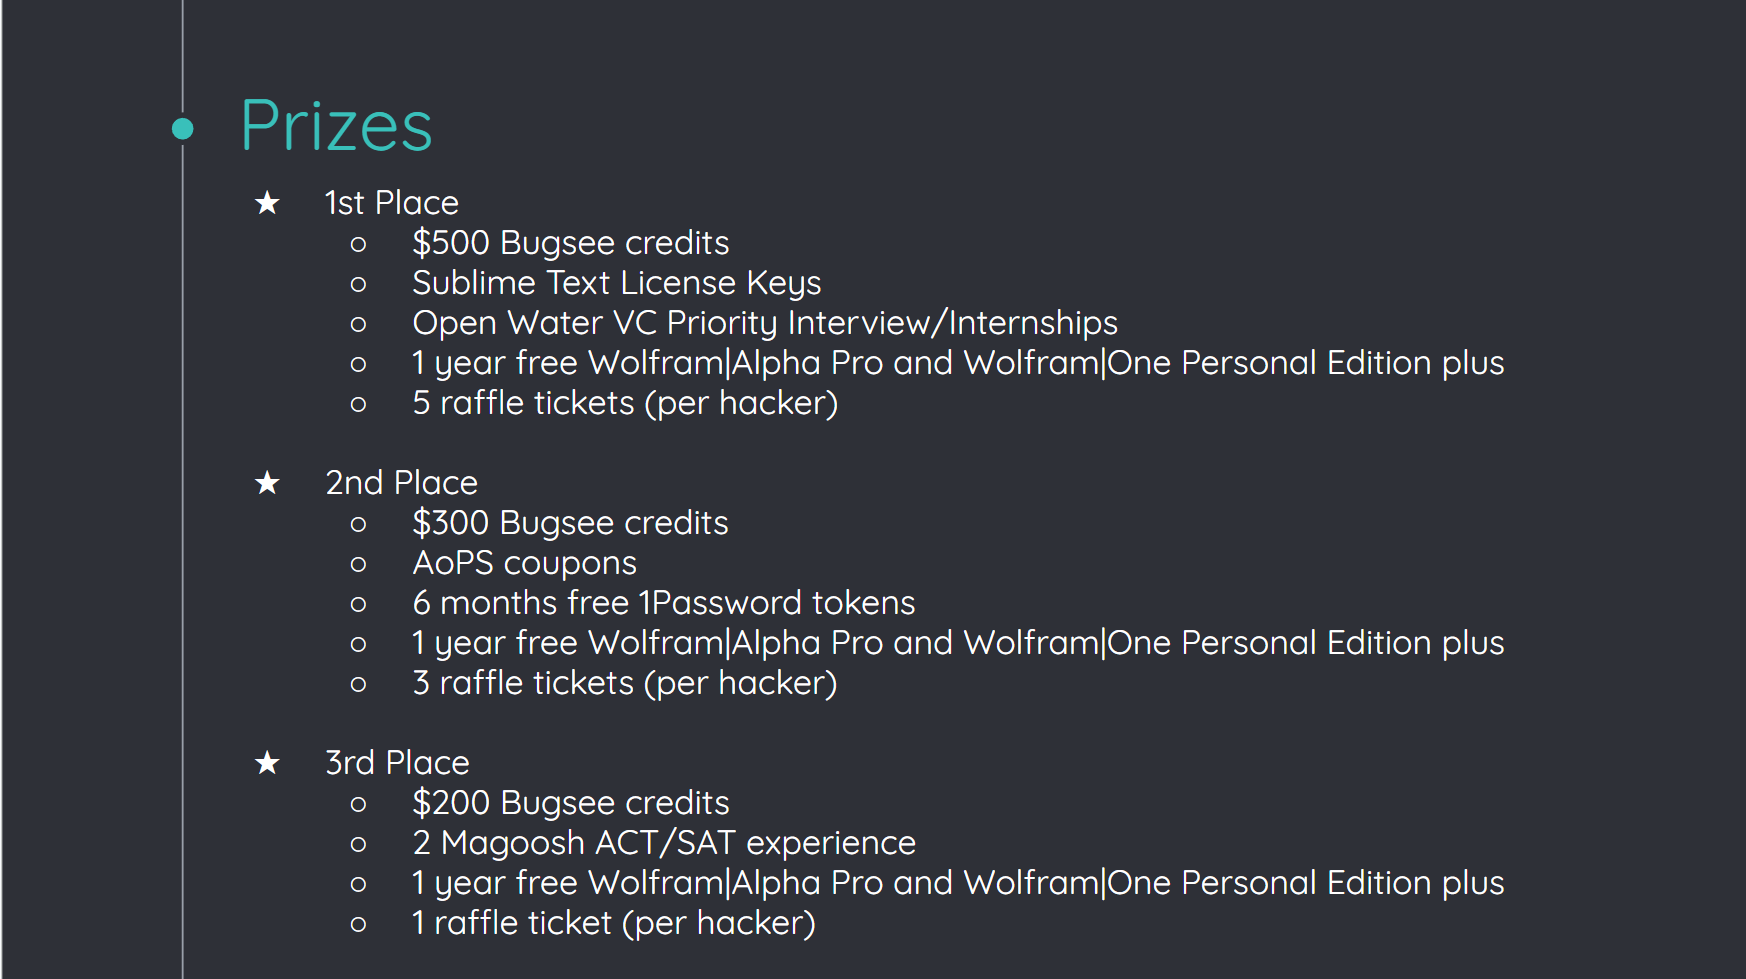 Prizes
★ 1st Place
○ $500 Bugsee credits
○ Sublime Text License Keys
○ Open Water VC Priority Interview/Internships
○ 1 year free Wolfram|Alpha Pro and Wolfram|One Personal Edition plus
○ 5 raffle tickets (per hacker)
★ 2nd Place
○ $300 Bugsee credits
○ AoPS coupons
○ 6 months free 1Password tokens
○ 1 year free Wolfram|Alpha Pro and Wolfram|One Personal Edition plus
○ 3 raffle tickets (per hacker)
★ 3rd Place
○ $200 Bugsee credits
○ 2 Magoosh ACT/SAT experience
○ 1 year free Wolfram|Alpha Pro and Wolfram|One Personal Edition plus
○ 1 raffle ticket (per hacker)